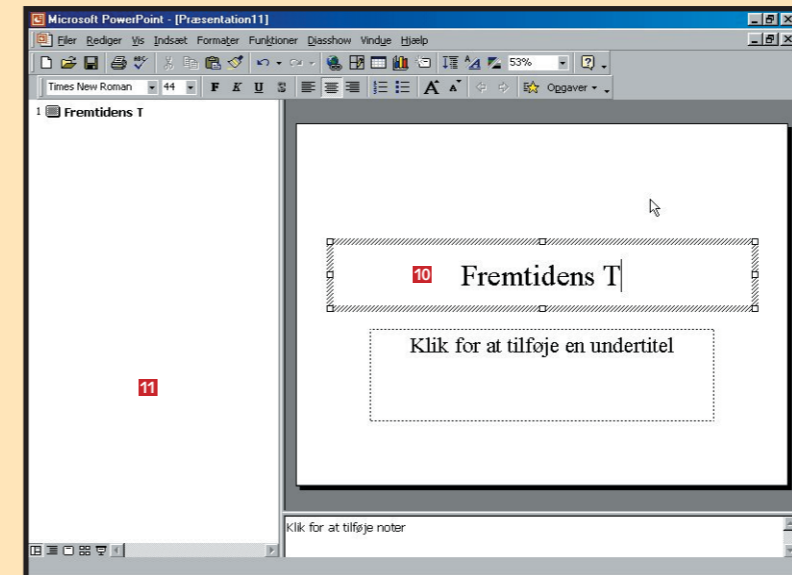 Microsoft PowerPoint - [Præsentation11]
Filer Rediger Vis Indsæt Formater Funktioner Diasshow Vindue Hjælp
53%
Times New Roman 44 F K U S A A Opgaver
1 Fremtidens T
10 Fremtidens T
Klik for at tilføje en undertitel
11
Klik for at tilføje noter